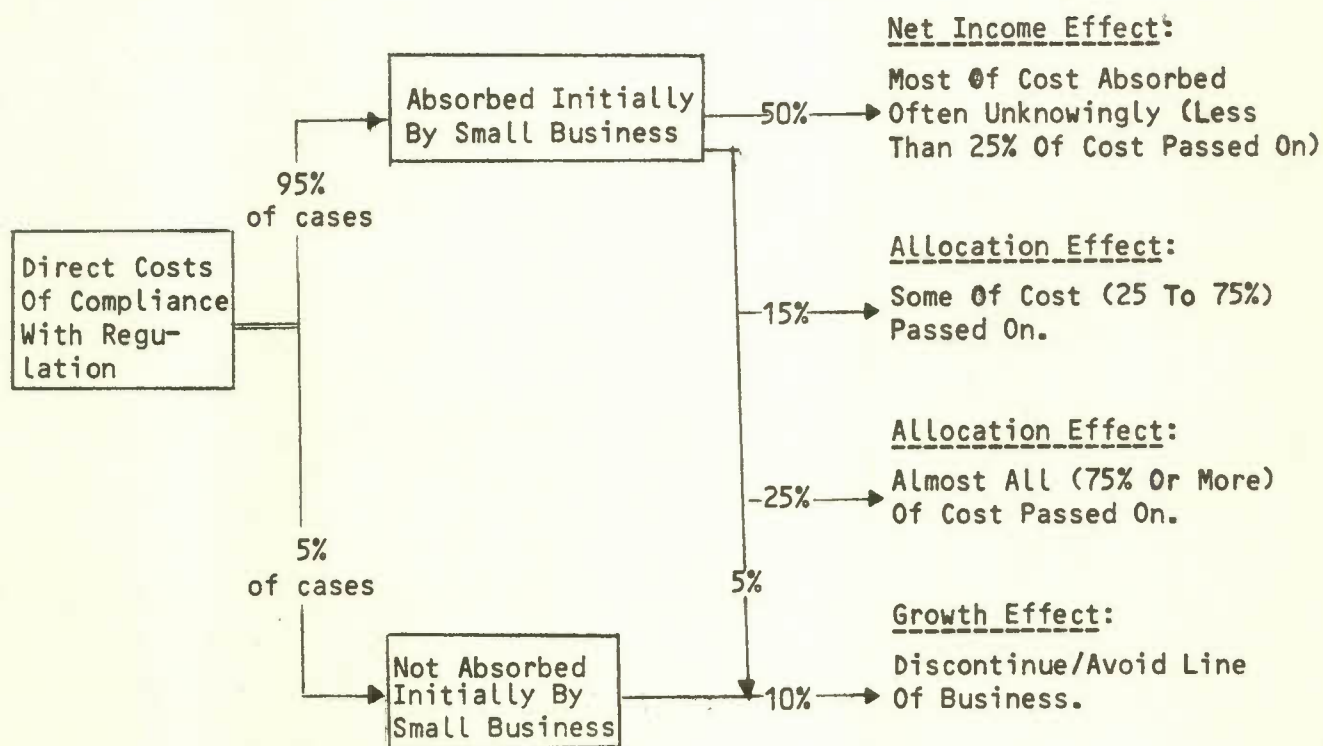 Net Income Effect:
Absorbed Initially
By Small Business
50%
Most Of Cost Absorbed
Often Unknowingly (Less
Than 25% Of Cost Passed On)
95%
of cases
Direct Costs
Of Compliance
With Regu-
lation
Allocation Effect:
15%
Some Of Cost (25 To 75%)
Passed On.
Allocation Effect:
25%
Almost All (75% Or More)
Of Cost Passed On.
5%
of cases
5%
Growth Effect:
Not Absorbed
Initially By
Small Business
10%
Discontinue/Avoid Line
Of Business.